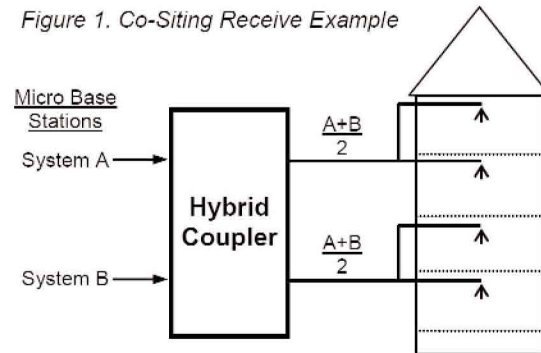 Figure 1. Co-Siting Receive Example
Micro Base
Stations
System A
System B
Hybrid
Coupler
A+B
2
A+B
2